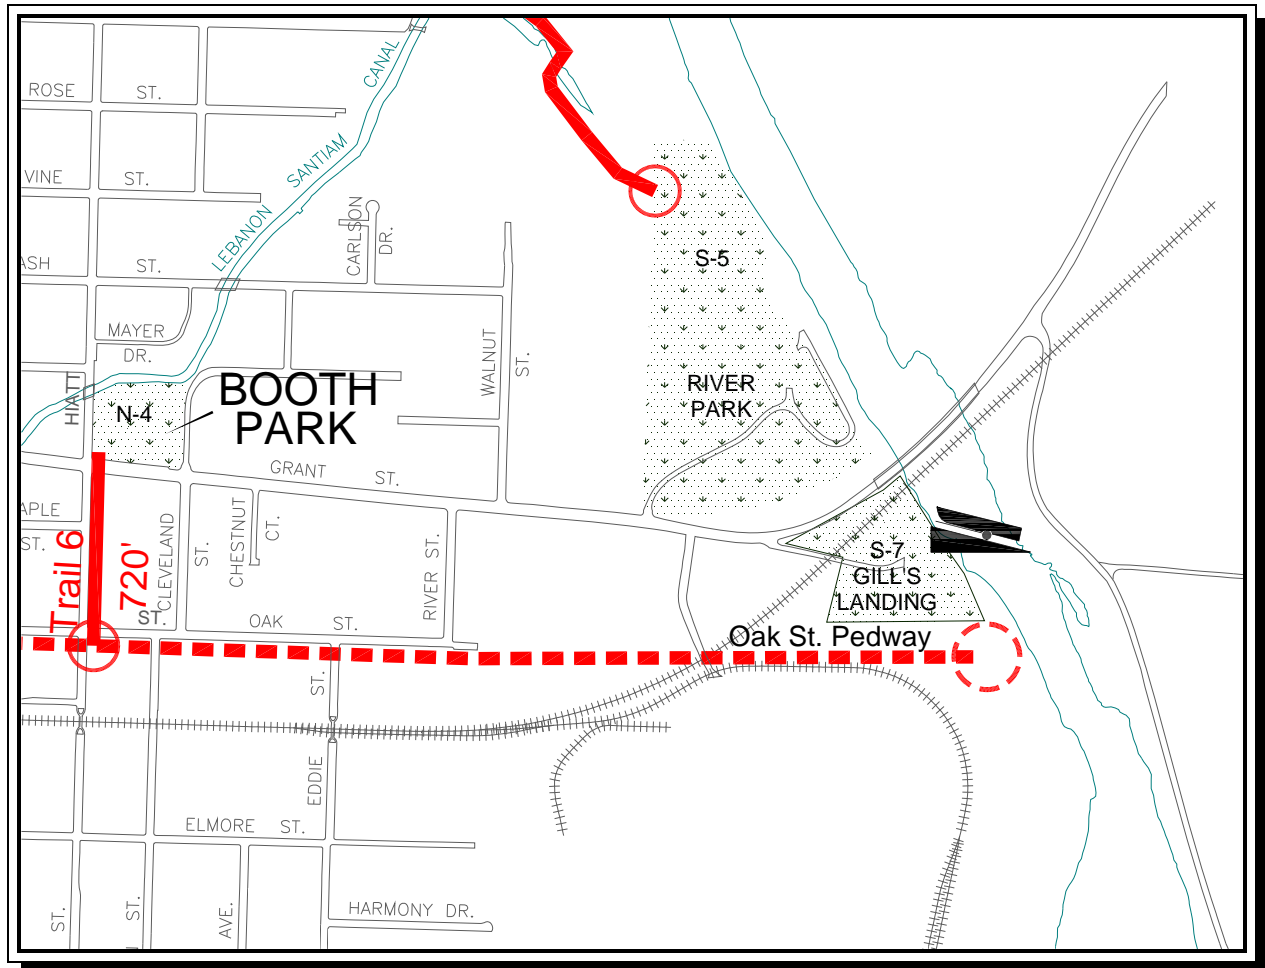 CANAL
ROSE ST.
SANTIAM
VINE ST.
LEBANON
CARLSON
DR.
ASH ST.
S-5
MAYER
DR.
WALNUT
ST.
HIATT
N-4
BOOTH
PARK
RIVER
PARK
GRANT ST.
APLE
ST.
CLEVELAND
ST.
CHESTNUT
CT.
RIVER ST.
Trail 6
720'
S-7
GILL'S
LANDING
ST.
OAK ST.
Oak St. Pedway
ST.
EDDIE
ELMORE ST.
ST.
ST.
AVE.
HARMONY DR.